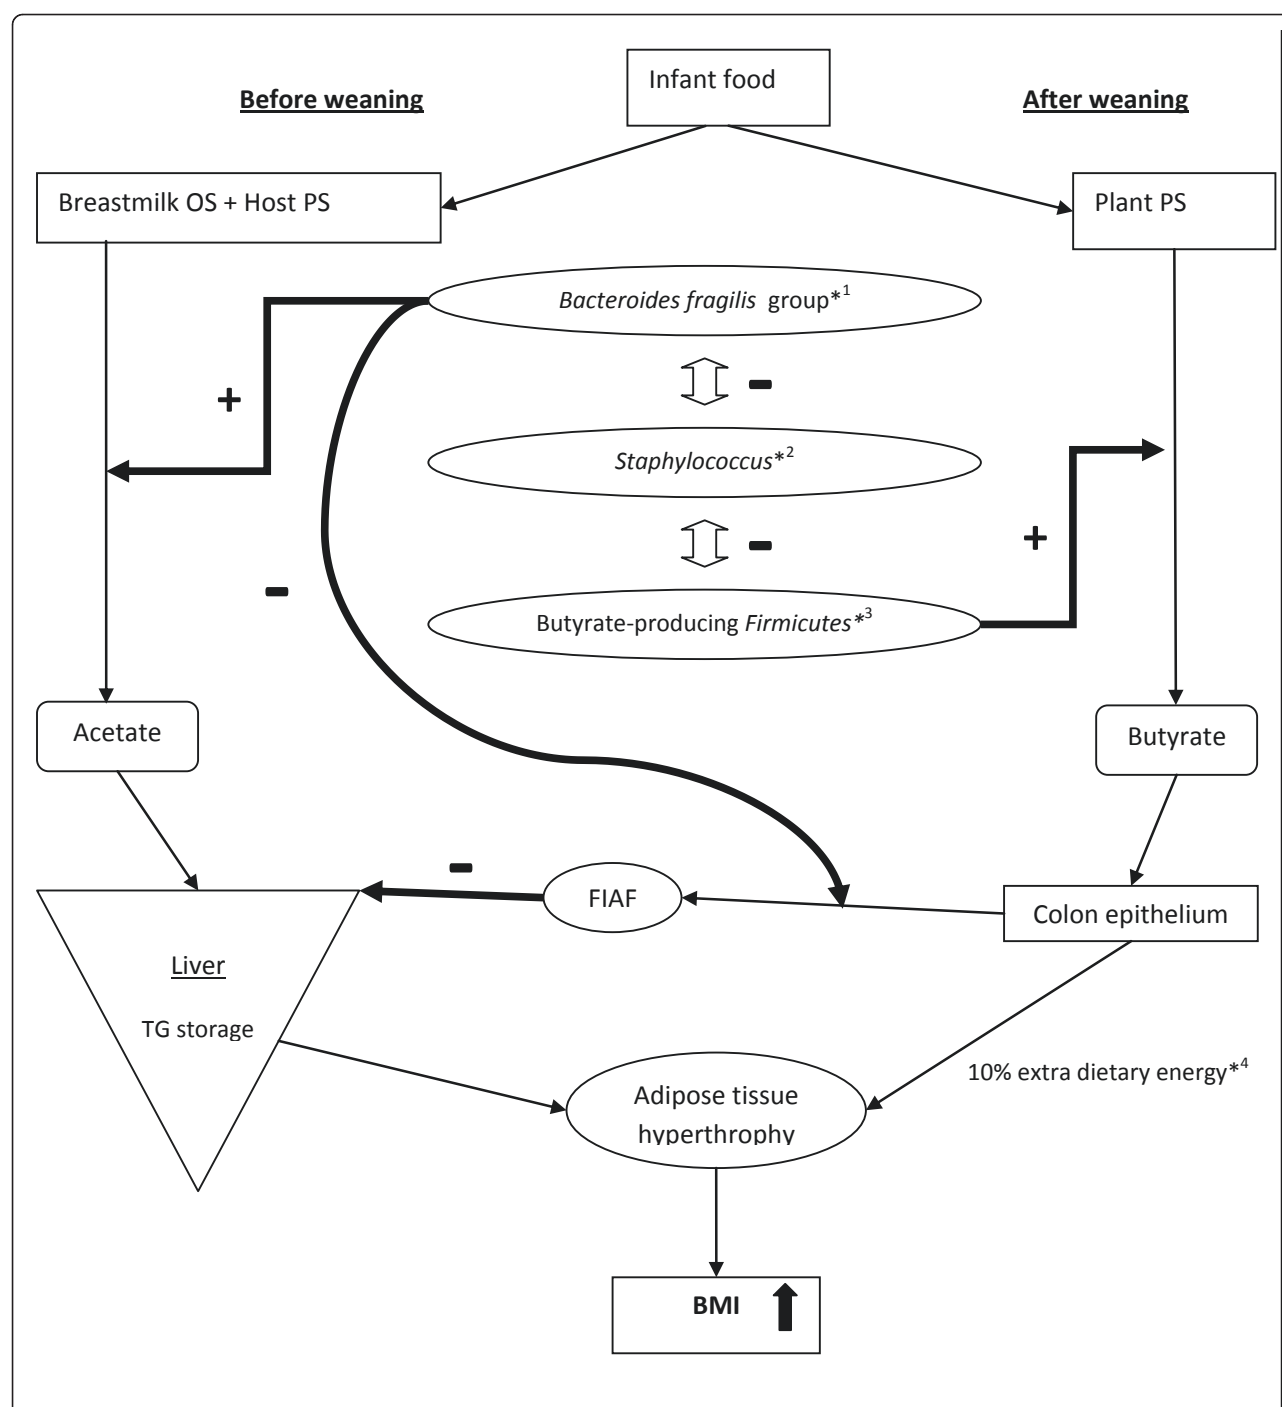 Infant food
Before weaning
After weaning
Breastmilk OS + Host PS
Plant PS
Bacteroides fragilis group*1
-
+
Staphylococcus*2
-
+
-
Butyrate-producing Firmicutes*3
Acetate
Butyrate
-
FIAF
Colon epithelium
Liver
TG storage
10% extra dietary energy*4
Adipose tissue
hyperthrophy
BMI